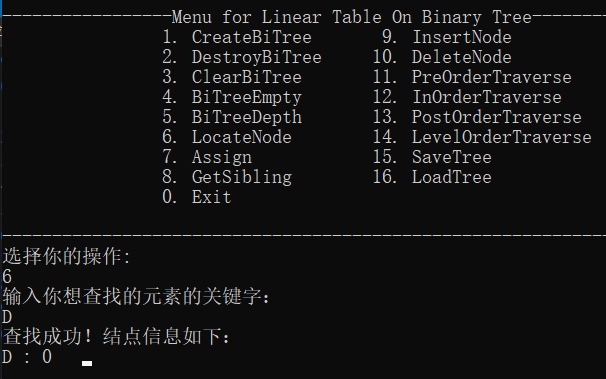 -----------------Menu for Linear Table On Binary Tree--------
1. CreateBiTree 9. InsertNode
2. DestroyBiTree 10. DeleteNode
3. ClearBiTree 11. PreOrderTraverse
4. BiTreeEmpty 12. InOrderTraverse
5. BiTreeDepth 13. PostOrderTraverse
6. LocateNode 14. LevelOrderTraverse
7. Assign 15. SaveTree
8. GetSibling 16. LoadTree
0. Exit
-------------------------------------------------------------
选择你的操作:
6
输入你想查找的元素的关键字:
D
查找成功！结点信息如下:
D : 0